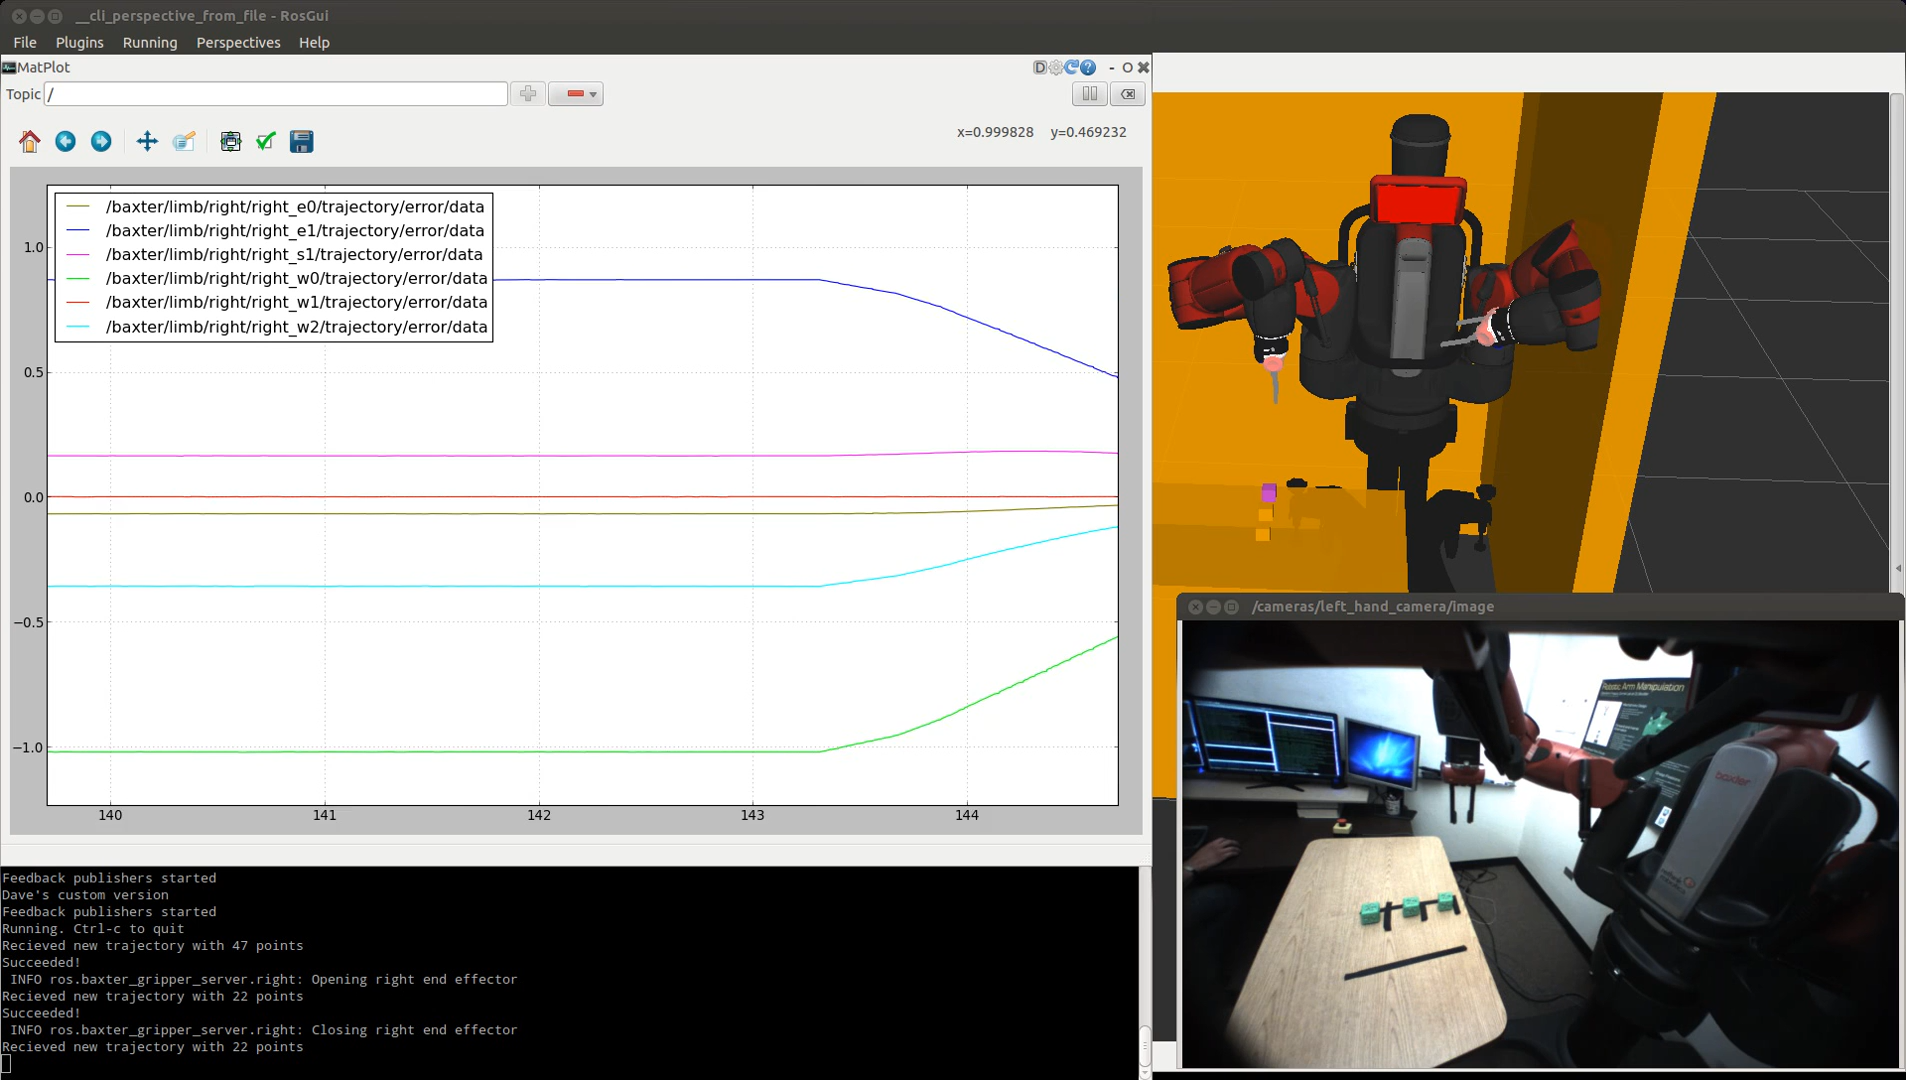 __cli_perspective_from_file - RosGui
File Plugins Running Perspectives Help
MatPlot
D
- O
Topic /
x=0.999828 y=0.469232
/baxter/limb/right/right_e0/trajectory/error/data
/baxter/limb/right/right_e1/trajectory/error/data
/baxter/limb/right/right_s1/trajectory/error/data
/baxter/limb/right/right_w0/trajectory/error/data
/baxter/limb/right/right_w1/trajectory/error/data
/baxter/limb/right/right_w2/trajectory/error/data
1.0
0.5
0.0
−0.5
−1.0
140 141 142 143 144
Feedback publishers started
Dave's custom version
Feedback publishers started
Running. Ctrl-c to quit
Recieved new trajectory with 47 points
Succeeded!
INFO ros.baxter_gripper_server.right: Opening right end effector
Recieved new trajectory with 22 points
Succeeded!
INFO ros.baxter_gripper_server.right: Closing right end effector
Recieved new trajectory with 22 points
/cameras/left_hand_camera/image
Robotic Arm Manipulation
baxter